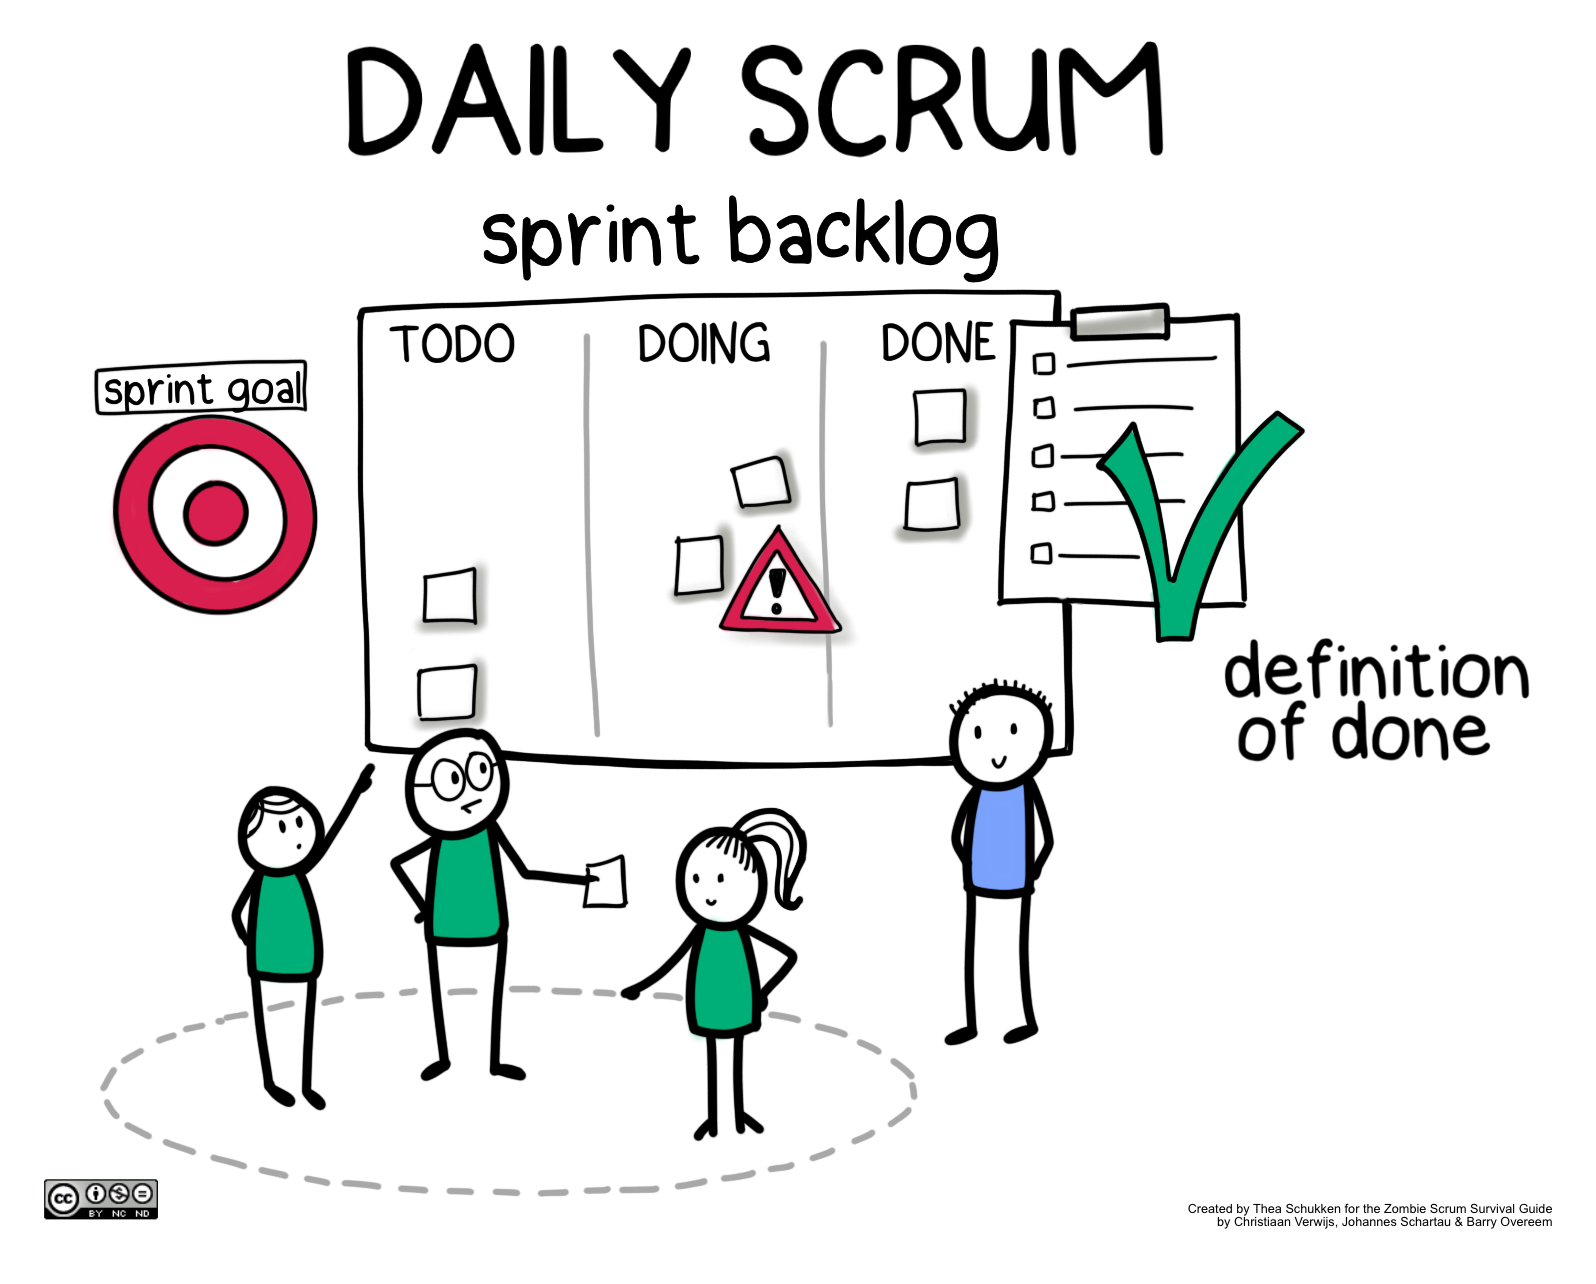 DAILY SCRUM
sprint backlog
TODO DOING DONE
sprint goal
!
definition
of done
cc
BY NC ND
Created by Thea Schukken for the Zombie Scrum Survival Guide
by Christiaan Verwijs, Johannes Schartau & Barry Overeem